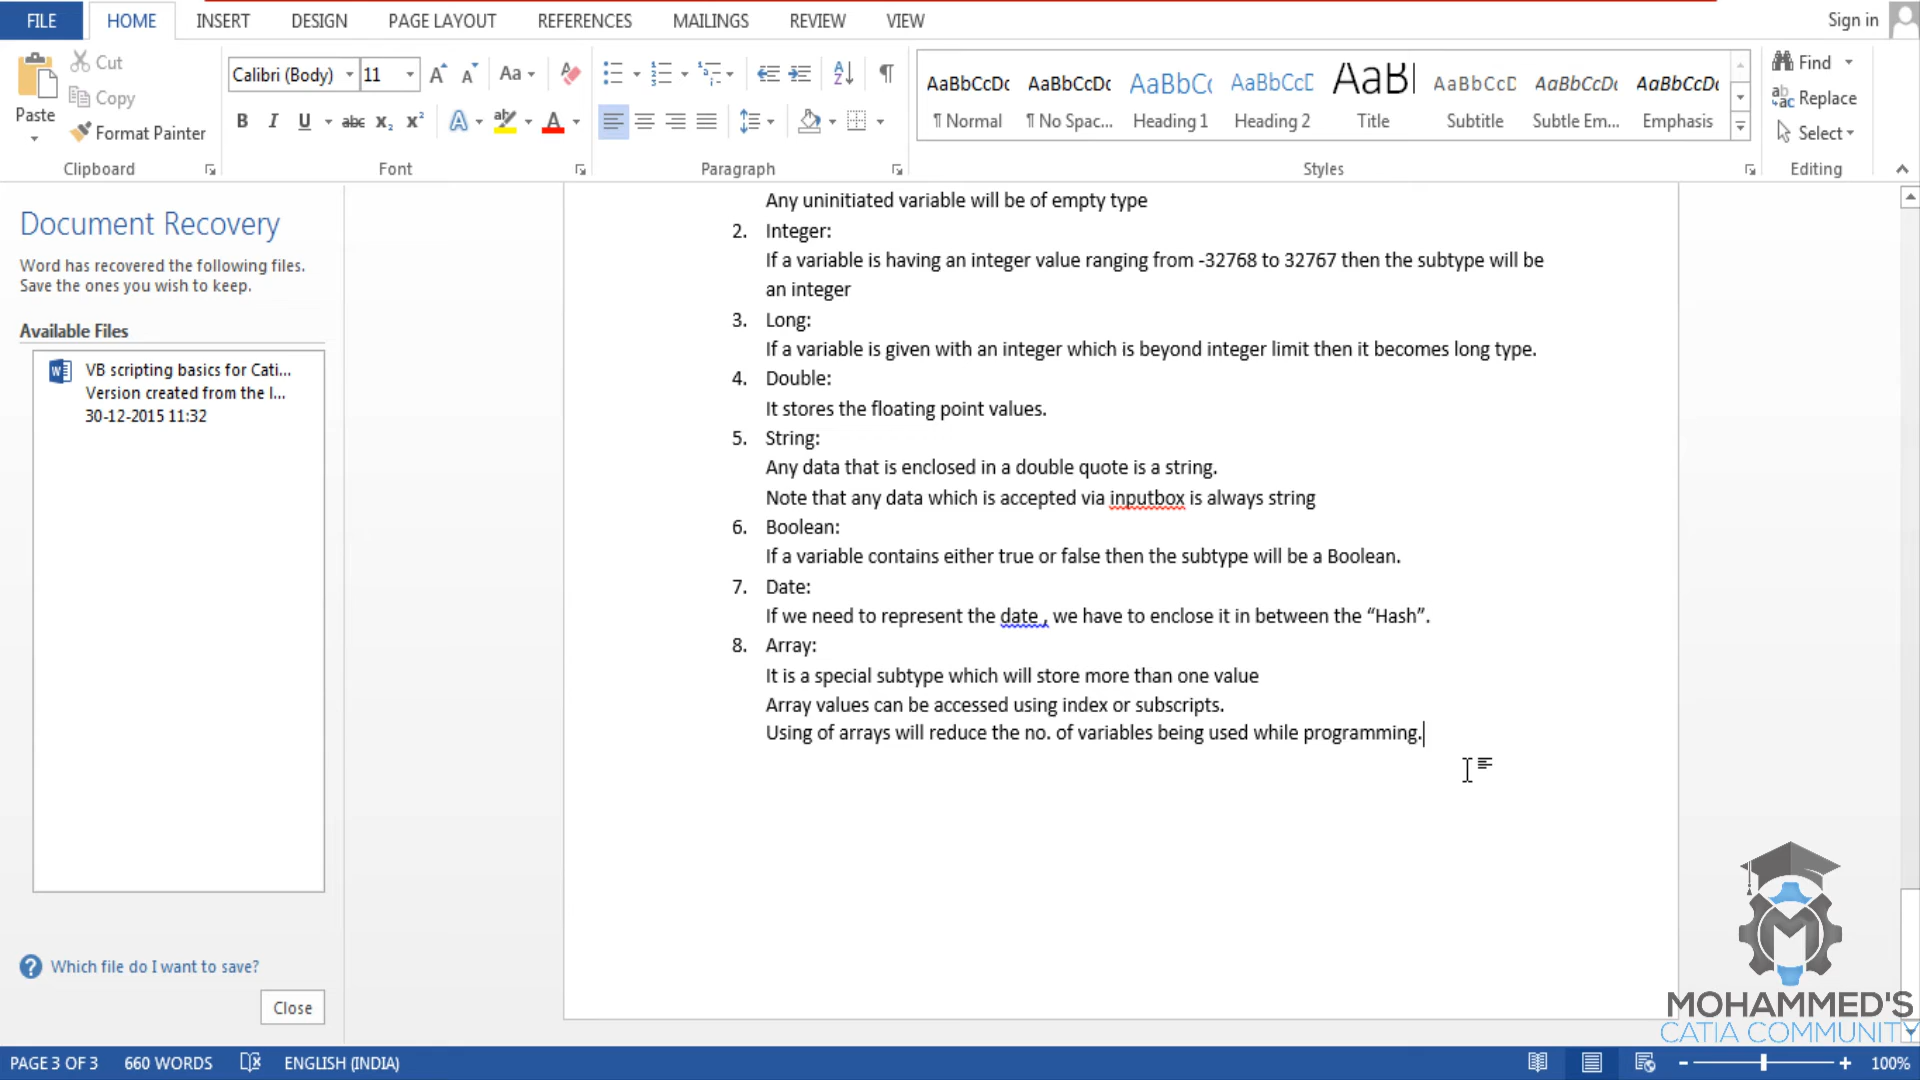 FILE HOME INSERT DESIGN PAGE LAYOUT REFERENCES MAILINGS REVIEW VIEW Sign in
Paste
Cut
Copy
Format Painter
Clipboard
Calibri (Body) 11 Aa
B I U abc X₂ X² A ab A
Font
Paragraph
AaBbCcDc AaBbCcDc AaBbCc AaBbCcD AaB AaBbCcD AaBbCcDc AaBbCcDc
¶ Normal ¶ No Spac... Heading 1 Heading 2 Title Subtitle Subtle Em... Emphasis
Styles
Find
Replace
Select
Editing
Document Recovery
Word has recovered the following files.
Save the ones you wish to keep.
Available Files
VB scripting basics for Cati...
Version created from the l...
30-12-2015 11:32
Which file do I want to save?
Close
Any uninitiated variable will be of empty type
2. Integer:
If a variable is having an integer value ranging from -32768 to 32767 then the subtype will be
an integer
3. Long:
If a variable is given with an integer which is beyond integer limit then it becomes long type.
4. Double:
It stores the floating point values.
5. String:
Any data that is enclosed in a double quote is a string.
Note that any data which is accepted via inputbox is always string
6. Boolean:
If a variable contains either true or false then the subtype will be a Boolean.
7. Date:
If we need to represent the date , we have to enclose it in between the “Hash”.
8. Array:
It is a special subtype which will store more than one value
Array values can be accessed using index or subscripts.
Using of arrays will reduce the no. of variables being used while programming.
MOHAMMED'S
CATIA COMMUNITY
PAGE 3 OF 3 660 WORDS ENGLISH (INDIA) 100%